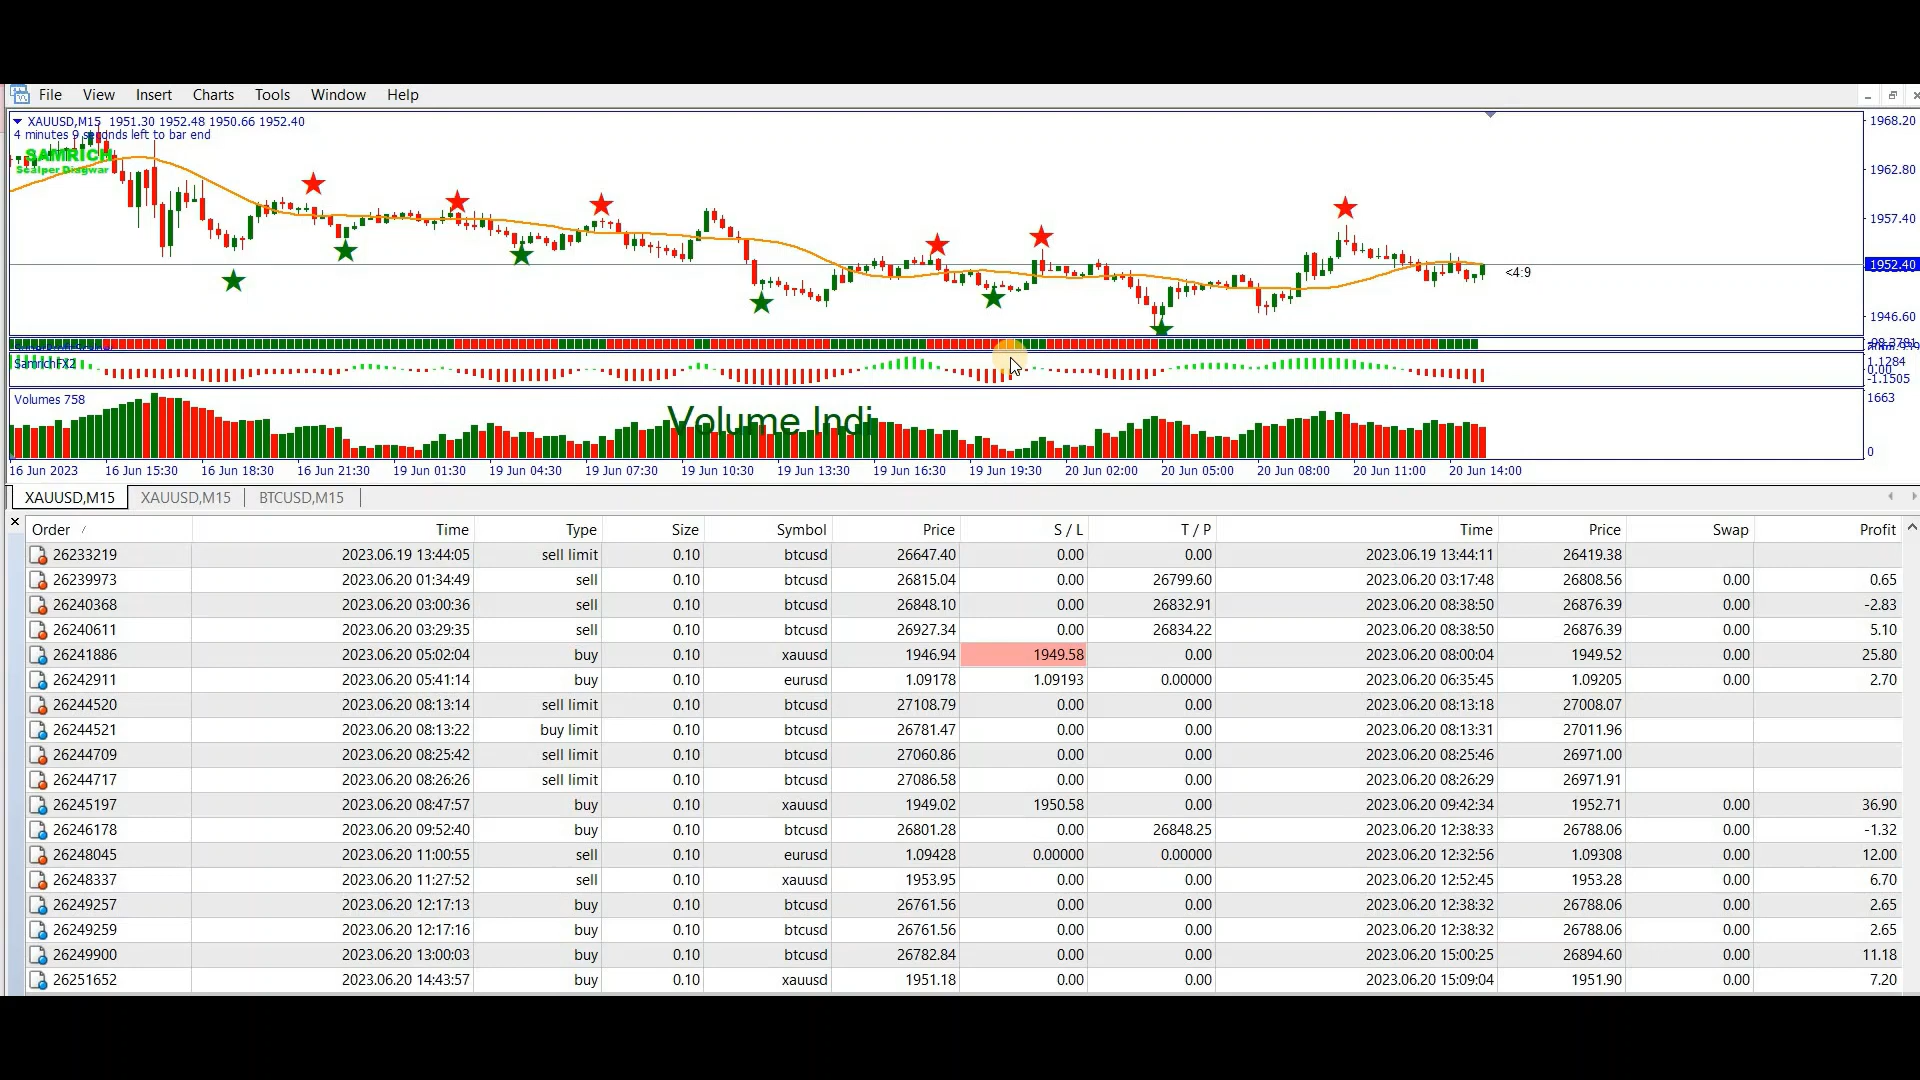 File View Insert Charts Tools Window Help
XAUUSD,M15 1951.30 1952.48 1950.66 1952.40
4 minutes 9 seconds left to bar end
SAMRICH
Scalper Diagwar
1968.20
1962.80
1957.40
1952.40
<4:9
1946.60
SamrichFX2
1.1284
0.00
-1.1505
Volumes 758
Volume Indi
1663
0
16 Jun 2023 16 Jun 15:30 16 Jun 18:30 16 Jun 21:30 19 Jun 01:30 19 Jun 04:30 19 Jun 07:30 19 Jun 10:30 19 Jun 13:30 19 Jun 16:30 19 Jun 19:30 20 Jun 02:00 20 Jun 05:00 20 Jun 08:00 20 Jun 11:00 20 Jun 14:00
XAUUSD,M15 XAUUSD,M15 BTCUSD,M15
Order Time Type Size Symbol Price S / L T / P Time Price Swap Profit
26233219 2023.06.19 13:44:05 sell limit 0.10 btcusd 26647.40 0.00 0.00 2023.06.19 13:44:11 26419.38
26239973 2023.06.20 01:34:49 sell 0.10 btcusd 26815.04 0.00 26799.60 2023.06.20 03:17:48 26808.56 0.00 0.65
26240368 2023.06.20 03:00:36 sell 0.10 btcusd 26848.10 0.00 26832.91 2023.06.20 08:38:50 26876.39 0.00 -2.83
26240611 2023.06.20 03:29:35 sell 0.10 btcusd 26927.34 0.00 26834.22 2023.06.20 08:38:50 26876.39 0.00 5.10
26241886 2023.06.20 05:02:04 buy 0.10 xauusd 1946.94 1949.58 0.00 2023.06.20 08:00:04 1949.52 0.00 25.80
26242911 2023.06.20 05:41:14 buy 0.10 eurusd 1.09178 1.09193 0.00000 2023.06.20 06:35:45 1.09205 0.00 2.70
26244520 2023.06.20 08:13:14 sell limit 0.10 btcusd 27108.79 0.00 0.00 2023.06.20 08:13:18 27008.07
26244521 2023.06.20 08:13:22 buy limit 0.10 btcusd 26781.47 0.00 0.00 2023.06.20 08:13:31 27011.96
26244709 2023.06.20 08:25:42 sell limit 0.10 btcusd 27060.86 0.00 0.00 2023.06.20 08:25:46 26971.00
26244717 2023.06.20 08:26:26 sell limit 0.10 btcusd 27086.58 0.00 0.00 2023.06.20 08:26:29 26971.91
26245197 2023.06.20 08:47:57 buy 0.10 xauusd 1949.02 1950.58 0.00 2023.06.20 09:42:34 1952.71 0.00 36.90
26246178 2023.06.20 09:52:40 buy 0.10 btcusd 26801.28 0.00 26848.25 2023.06.20 12:38:33 26788.06 0.00 -1.32
26248045 2023.06.20 11:00:55 sell 0.10 eurusd 1.09428 0.00000 0.00000 2023.06.20 12:32:56 1.09308 0.00 12.00
26248337 2023.06.20 11:27:52 sell 0.10 xauusd 1953.95 0.00 0.00 2023.06.20 12:52:45 1953.28 0.00 6.70
26249257 2023.06.20 12:17:13 buy 0.10 btcusd 26761.56 0.00 0.00 2023.06.20 12:38:32 26788.06 0.00 2.65
26249259 2023.06.20 12:17:16 buy 0.10 btcusd 26761.56 0.00 0.00 2023.06.20 12:38:32 26788.06 0.00 2.65
26249900 2023.06.20 13:00:03 buy 0.10 btcusd 26782.84 0.00 0.00 2023.06.20 15:00:25 26894.60 0.00 11.18
26251652 2023.06.20 14:43:57 buy 0.10 xauusd 1951.18 0.00 0.00 2023.06.20 15:09:04 1951.90 0.00 7.20